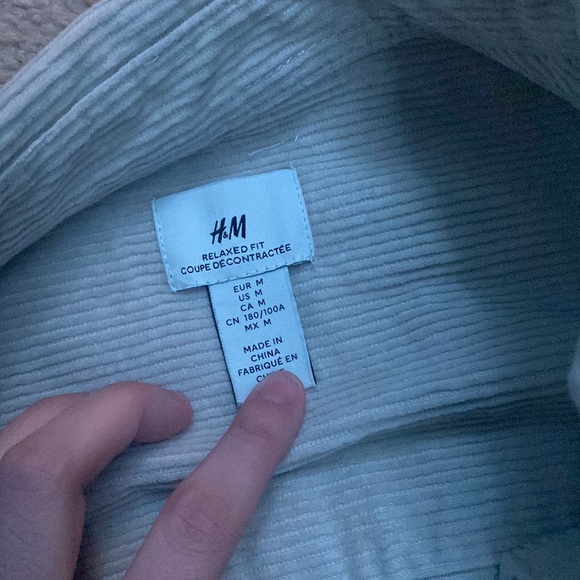 H&M
RELAXED FIT
COUPE DÉCONTRACTÉE
EUR M
US M
CA M
CN 180/100A
MX M
MADE IN
CHINA
FABRIQUÉ EN